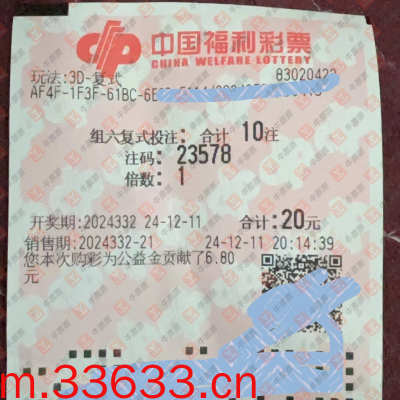 中国福利彩票
CHINA WELFARE LOTTERY
玩法:3D-复式
83020422
AF4F-1F3F-61BC-6E
组六复式投注: 合计 10注
注码: 23578
倍数: 1
开奖期:2024332 24-12-11 合计:20元
销售期:2024332-21 24-12-11 20:14:39
您本次购彩为公益金贡献了6.80
元
m.33633.cn